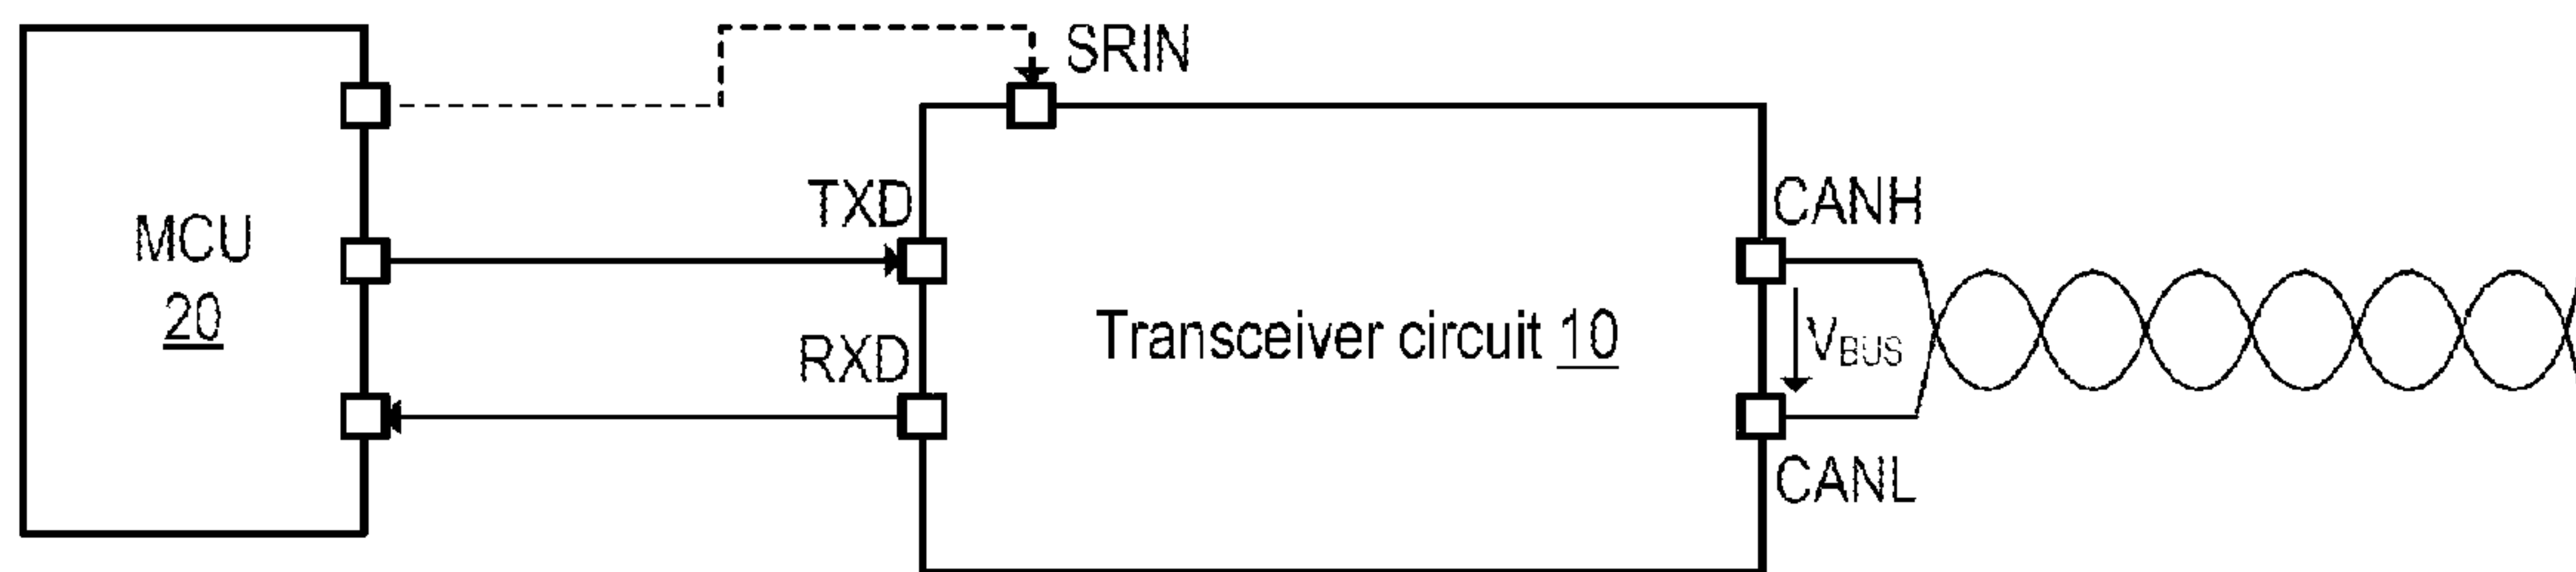 SRIN
MCU
20
TXD
RXD
Transceiver circuit 10
CANH
VBUS
CANL